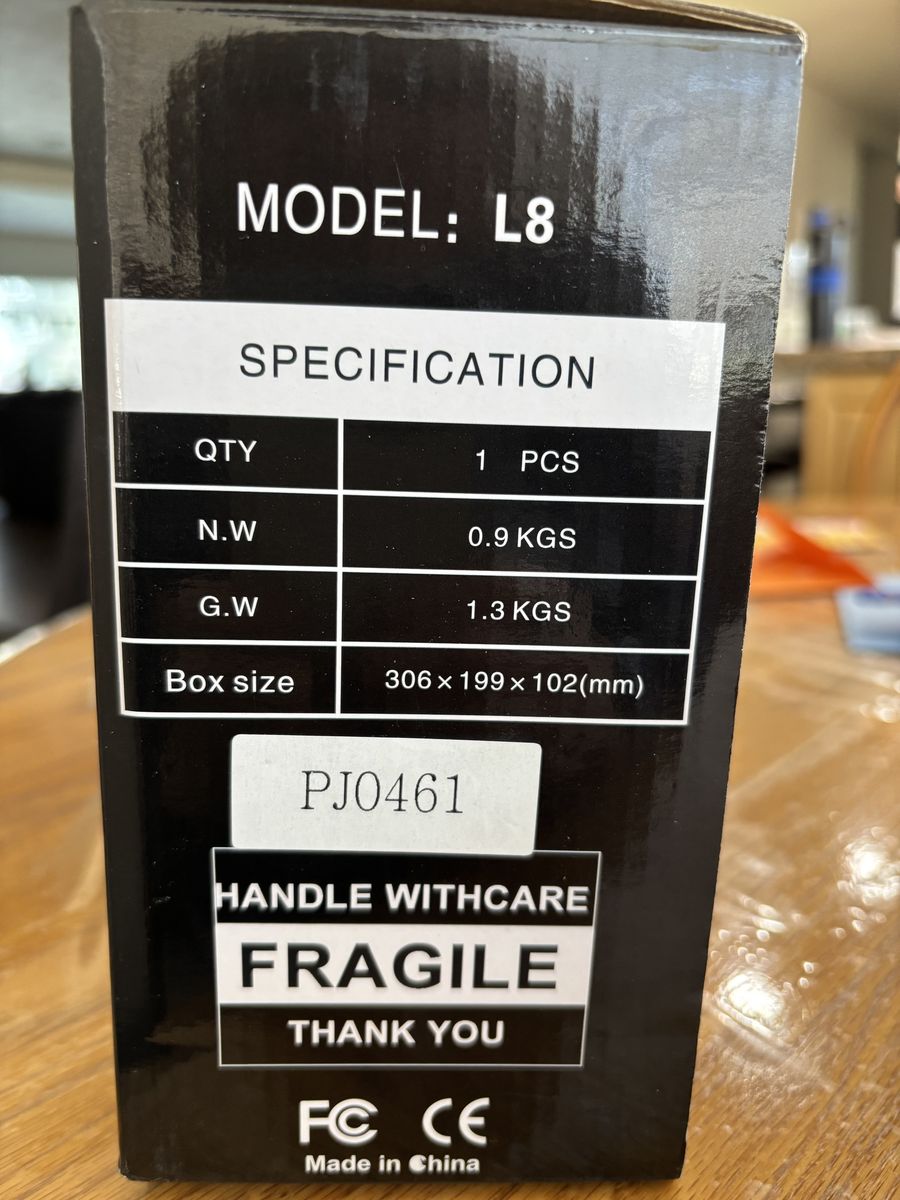 MODEL: L8
SPECIFICATION
QTY 1 PCS
N.W 0.9 KGS
G.W 1.3 KGS
Box size 306×199×102(mm)
PJ0461
HANDLE WITHCARE
FRAGILE
THANK YOU
FC CE
Made in China